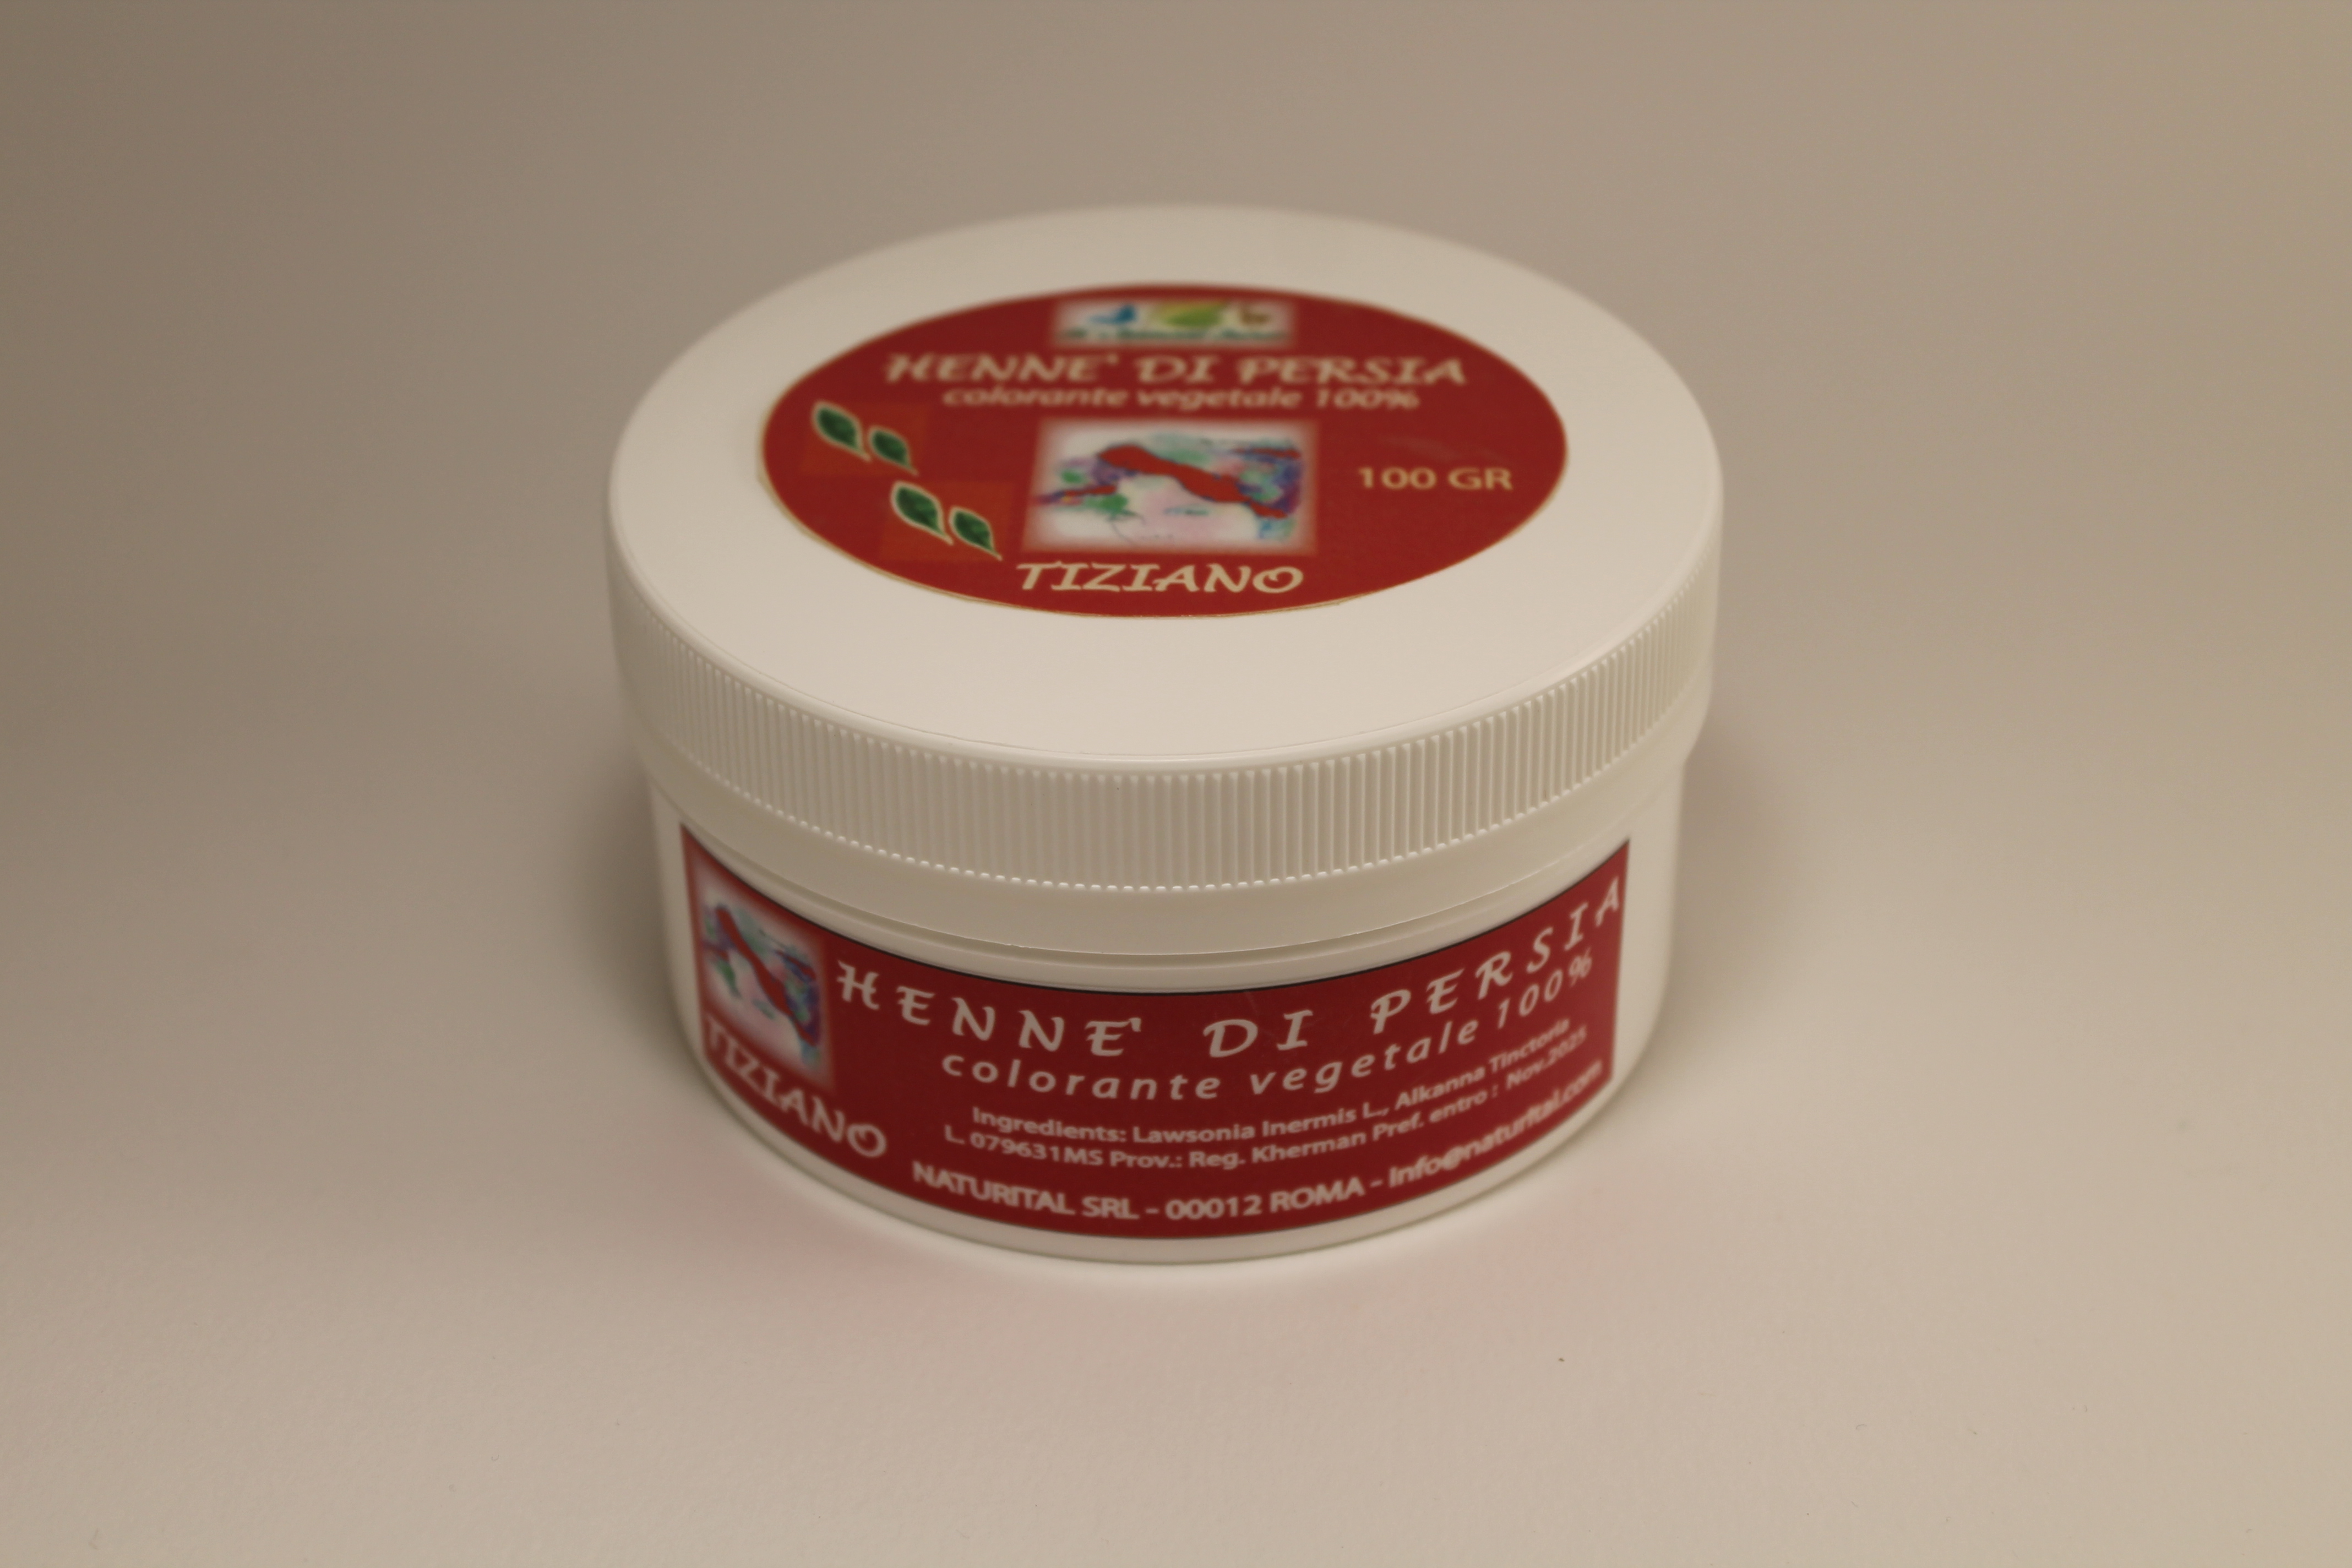 HENNE' DI PERSIA
colorante vegetale 100%
100 GR
TIZIANO
HENNE' DI PERSIA
colorante vegetale 100%
TIZIANO
Ingredients: Lawsonia Inermis L., Alkanna Tinctoria
L. 079631MS Prov.: Reg. Kherman Pref. entro : Nov.2025
NATURITAL SRL - 00012 ROMA - Info@naturital.com